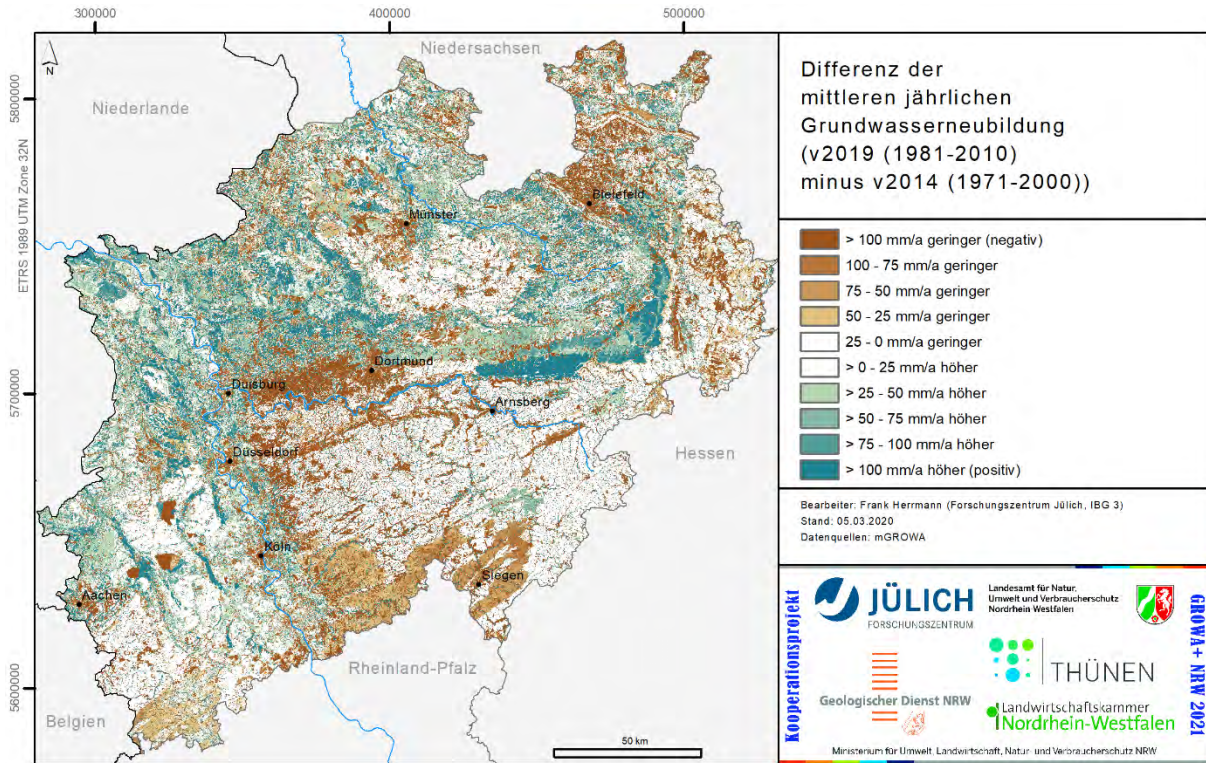 300000
400000
500000
5800000
5700000
5600000
ETRS 1989 UTM Zone 32N
N
Niedersachsen
Niederlande
Bielefeld
Münster
Dortmund
Duisburg
Arnsberg
Düsseldorf
Hessen
Köln
Siegen
Aachen
Rheinland-Pfalz
Belgien
50 km
Differenz der
mittleren jährlichen
Grundwasserneubildung
(v2019 (1981-2010)
minus v2014 (1971-2000))
> 100 mm/a geringer (negativ)
100 - 75 mm/a geringer
75 - 50 mm/a geringer
50 - 25 mm/a geringer
25 - 0 mm/a geringer
> 0 - 25 mm/a höher
> 25 - 50 mm/a höher
> 50 - 75 mm/a höher
> 75 - 100 mm/a höher
> 100 mm/a höher (positiv)
Bearbeiter: Frank Herrmann (Forschungszentrum Jülich, IBG 3)
Stand: 05.03.2020
Datenquellen: mGROWA
Kooperationsprojekt
JÜLICH
FORSCHUNGSZENTRUM
Landesamt für Natur,
Umwelt und Verbraucherschutz
Nordrhein-Westfalen
Geologischer Dienst NRW
THÜNEN
Landwirtschaftskammer
Nordrhein-Westfalen
GROWA+ NRW 2021
Ministerium für Umwelt, Landwirtschaft, Natur- und Verbraucherschutz NRW